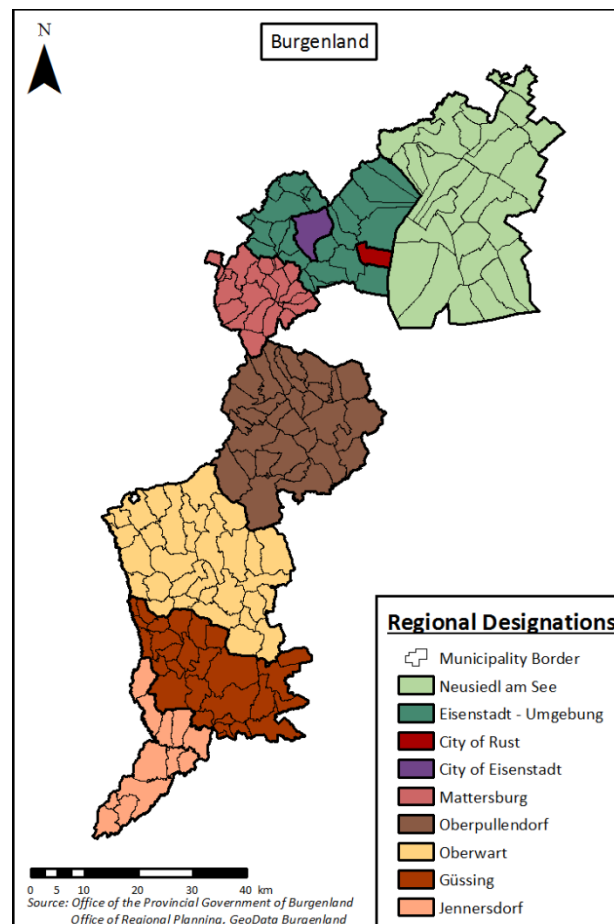 Burgenland
N
Regional Designations
Municipality Border
Neusiedl am See
Eisenstadt - Umgebung
City of Rust
City of Eisenstadt
Mattersburg
Oberpullendorf
Oberwart
Güssing
Jennersdorf
0 5 10 20 30 40
km
Source: Office of the Provincial Government of Burgenland
Office of Regional Planning, GeoData Burgenland